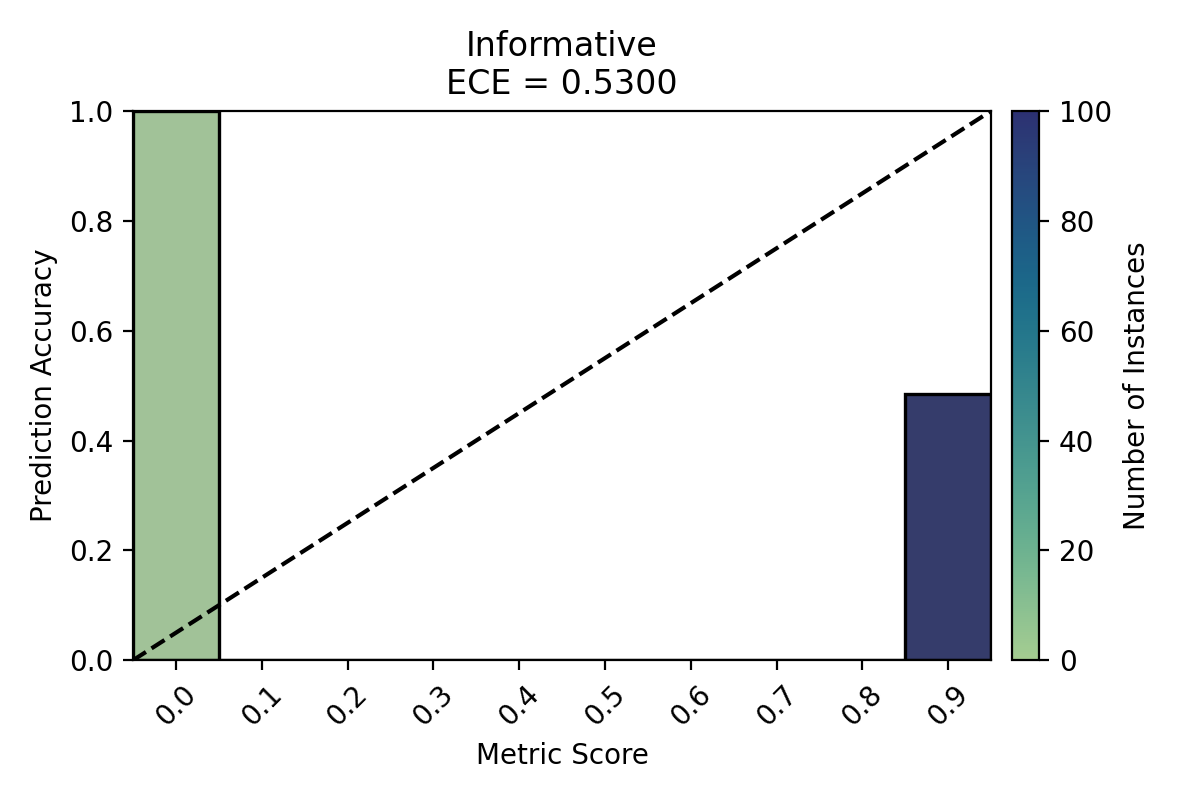 Informative
ECE = 0.5300
Prediction Accuracy
1.0
0.8
0.6
0.4
0.2
0.0
0.0 0.1 0.2 0.3 0.4 0.5 0.6 0.7 0.8 0.9
Metric Score
100
80
60
40
20
0
Number of Instances